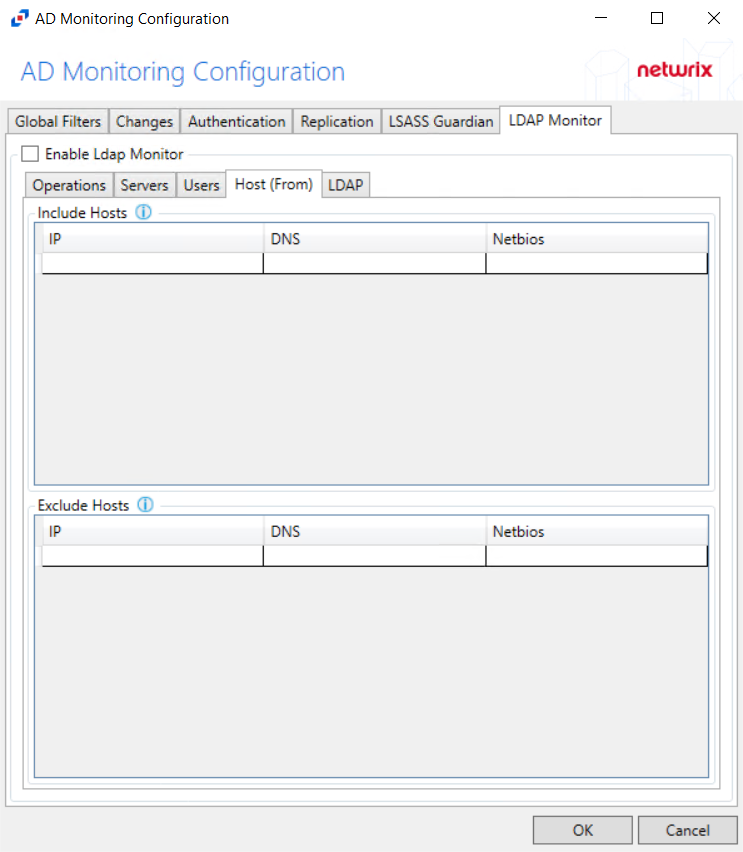 AD Monitoring Configuration
AD Monitoring Configuration
netwrix
Global Filters Changes Authentication Replication LSASS Guardian LDAP Monitor
Enable Ldap Monitor
Operations Servers Users Host (From) LDAP
Include Hosts
IP DNS Netbios
Exclude Hosts
IP DNS Netbios
OK Cancel